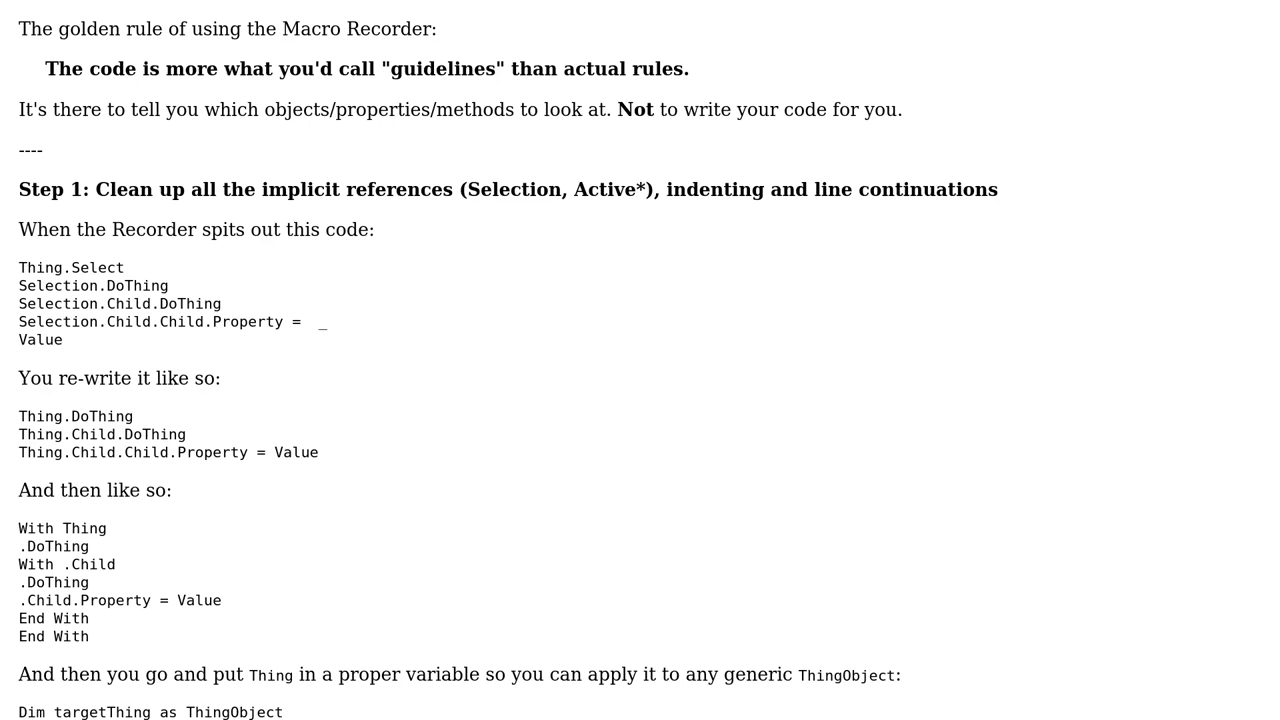 The golden rule of using the Macro Recorder:
The code is more what you'd call "guidelines" than actual rules.
It's there to tell you which objects/properties/methods to look at. Not to write your code for you.
----
Step 1: Clean up all the implicit references (Selection, Active*), indenting and line continuations
When the Recorder spits out this code:
Thing.Select
Selection.DoThing
Selection.Child.DoThing
Selection.Child.Child.Property =  _
Value
You re-write it like so:
Thing.DoThing
Thing.Child.DoThing
Thing.Child.Child.Property = Value
And then like so:
With Thing
.DoThing
With .Child
.DoThing
.Child.Property = Value
End With
End With
And then you go and put Thing in a proper variable so you can apply it to any generic ThingObject:
Dim targetThing as ThingObject